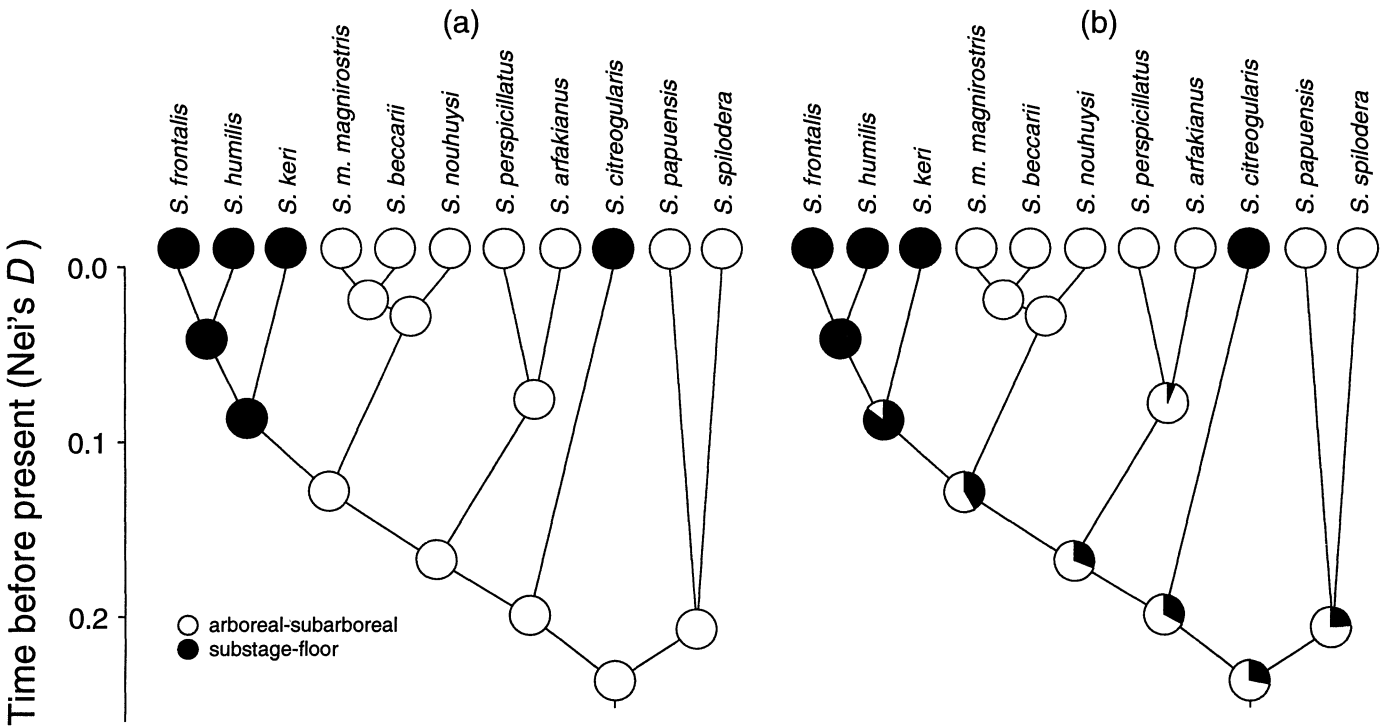 (a)
(b)
S. frontalis
S. humilis
S. keri
S. m. magnirostris
S. beccarii
S. nouhuysi
S. perspicillatus
S. arfakianus
S. citreogularis
S. papuensis
S. spilodera
S. frontalis
S. humilis
S. keri
S. m. magnirostris
S. beccarii
S. nouhuysi
S. perspicillatus
S. arfakianus
S. citreogularis
S. papuensis
S. spilodera
Time before present (Nei's D)
0.0
0.1
0.2
arboreal-subarboreal
substage-floor